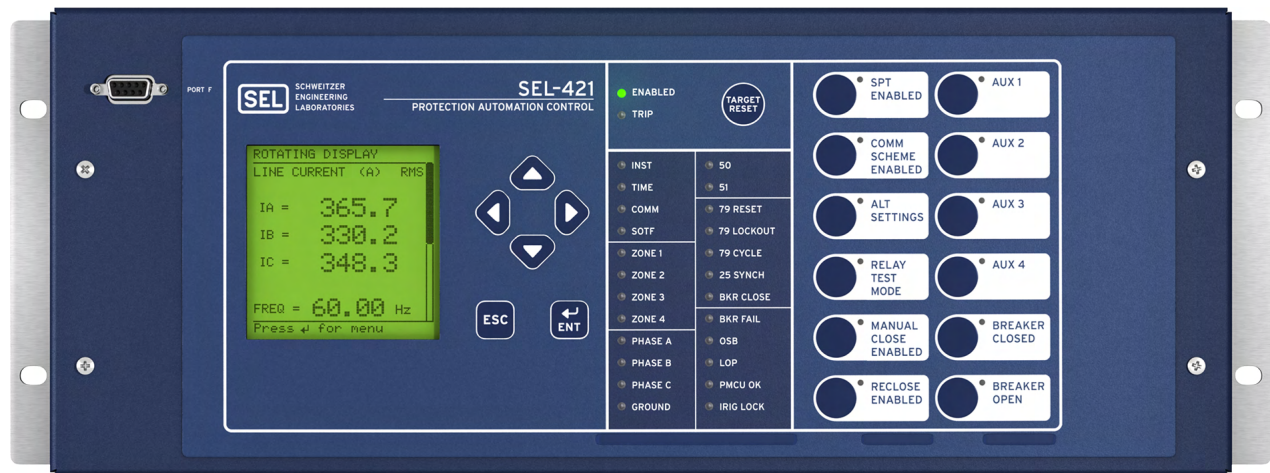 PORT F
SEL
SCHWEITZER
ENGINEERING
LABORATORIES
SEL-421
PROTECTION AUTOMATION CONTROL
ROTATING DISPLAY
LINE CURRENT (A) RMS
IA = 365.7
IB = 330.2
IC = 348.3
FREQ = 60.00 Hz
Press ↵ for menu
ESC
ENT
ENABLED
TRIP
TARGET
RESET
INST
TIME
COMM
SOTF
ZONE 1
ZONE 2
ZONE 3
ZONE 4
PHASE A
PHASE B
PHASE C
GROUND
50
51
79 RESET
79 LOCKOUT
79 CYCLE
25 SYNCH
BKR CLOSE
BKR FAIL
OSB
LOP
PMCU OK
IRIG LOCK
SPT
ENABLED
COMM
SCHEME
ENABLED
ALT
SETTINGS
RELAY
TEST
MODE
MANUAL
CLOSE
ENABLED
RECLOSE
ENABLED
AUX 1
AUX 2
AUX 3
AUX 4
BREAKER
CLOSED
BREAKER
OPEN